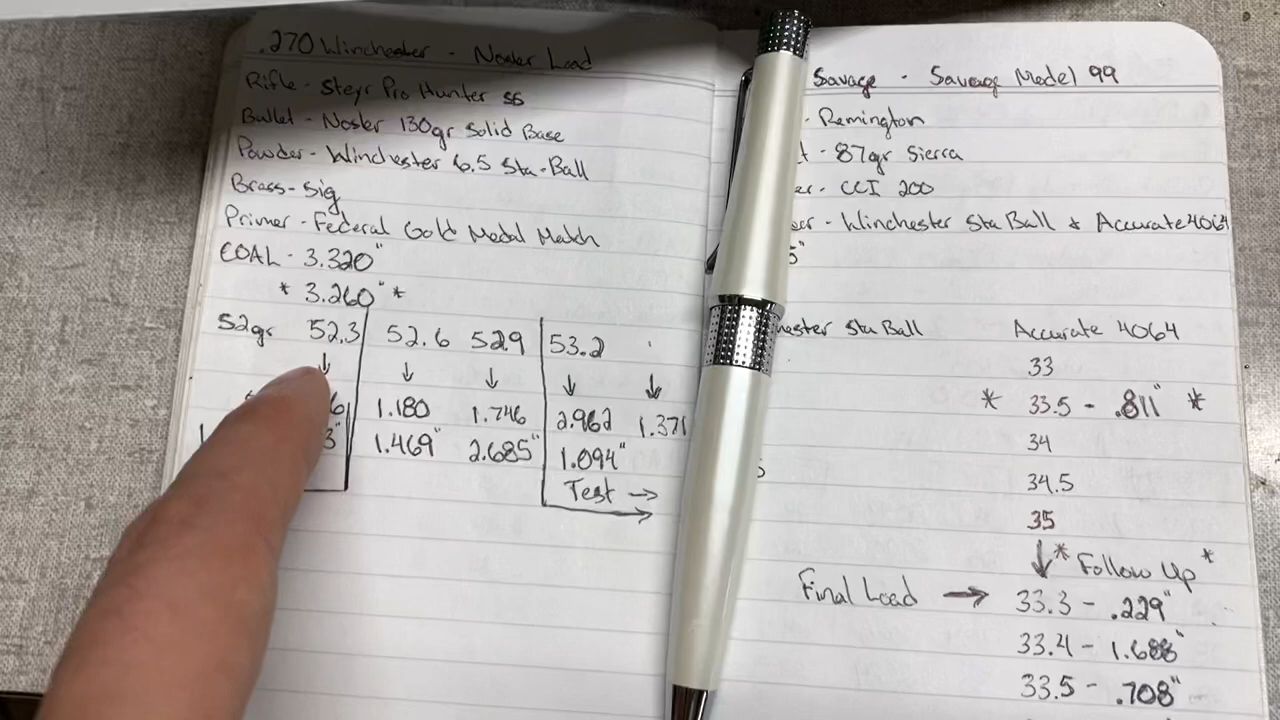 .270 Winchester - Nosler Load
Rifle - Steyr Pro Hunter SS
Bullet - Nosler 130gr Solid Base
Powder - Winchester 6.5 Sta-Ball
Brass - Sig
Primer - Federal Gold Medal Match
COAL - 3.320"
* 3.260" *
52gr 52.3 52.6 52.9 53.2
1.180 1.746 2.962 1.371
3" 1.469" 2.685" 1.094"
Test →
Savage - Savage Model 99
- Remington
- 87gr Sierra
- CCI 200
- Winchester StaBall & Accurate 4064
5"
Sta Ball Accurate 4064
33
* 33.5 - .811" *
34
34.5
35
* Follow Up *
Final Load → 33.3 - .229"
33.4 - 1.688"
33.5 - .708"